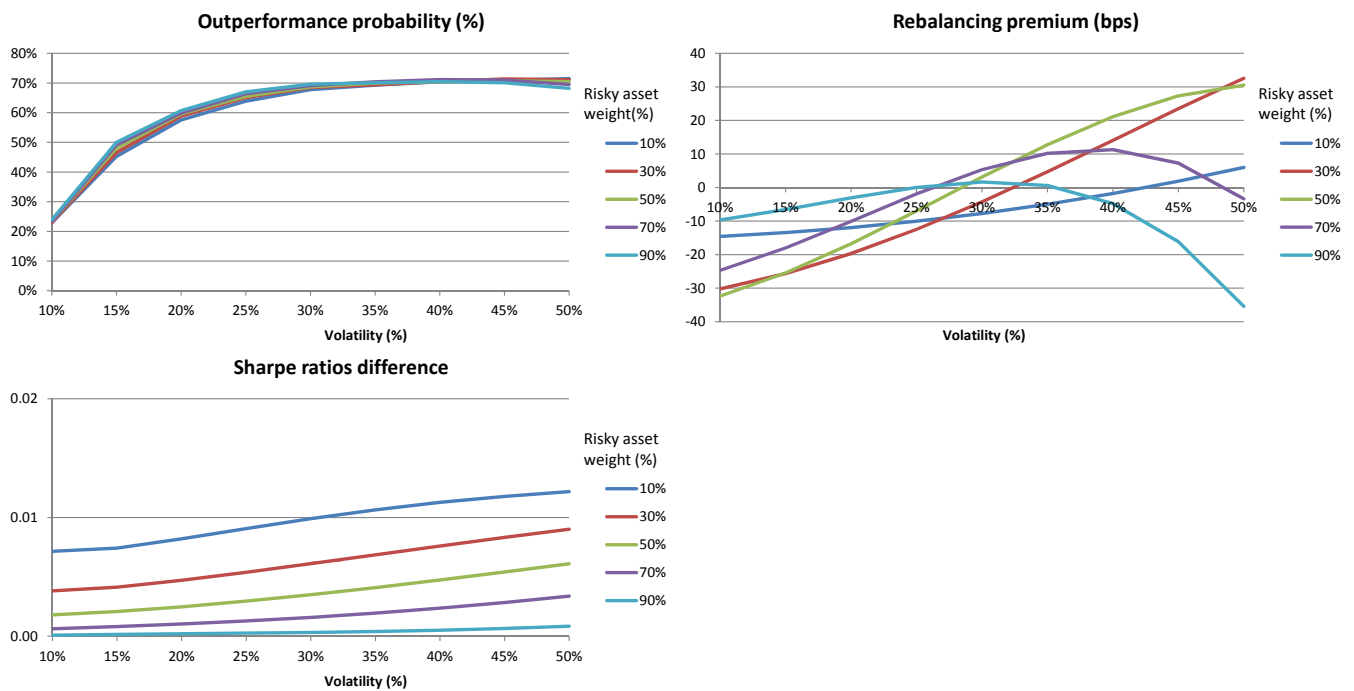 Outperformance probability (%)
80%
70%
60%
50%
40%
30%
20%
10%
0%
10% 15% 20% 25% 30% 35% 40% 45% 50%
Volatility (%)
Risky asset
weight(%)
10%
30%
50%
70%
90%
Rebalancing premium (bps)
40
30
20
10
0
-10
-20
-30
-40
10% 15% 20% 25% 30% 35% 40% 45% 50%
Volatility (%)
Risky asset
weight (%)
10%
30%
50%
70%
90%
Sharpe ratios difference
0.02
0.01
0.00
10% 15% 20% 25% 30% 35% 40% 45% 50%
Volatility (%)
Risky asset
weight (%)
10%
30%
50%
70%
90%